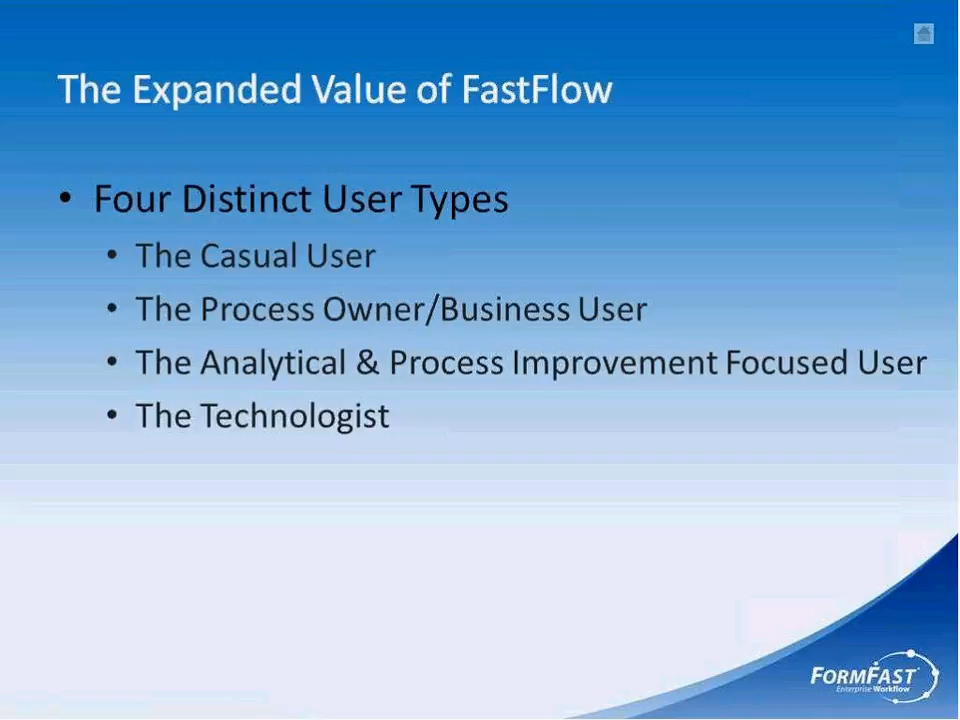 The Expanded Value of FastFlow
• Four Distinct User Types
• The Casual User
• The Process Owner/Business User
• The Analytical & Process Improvement Focused User
• The Technologist
FORMFAST
Enterprise Workflow